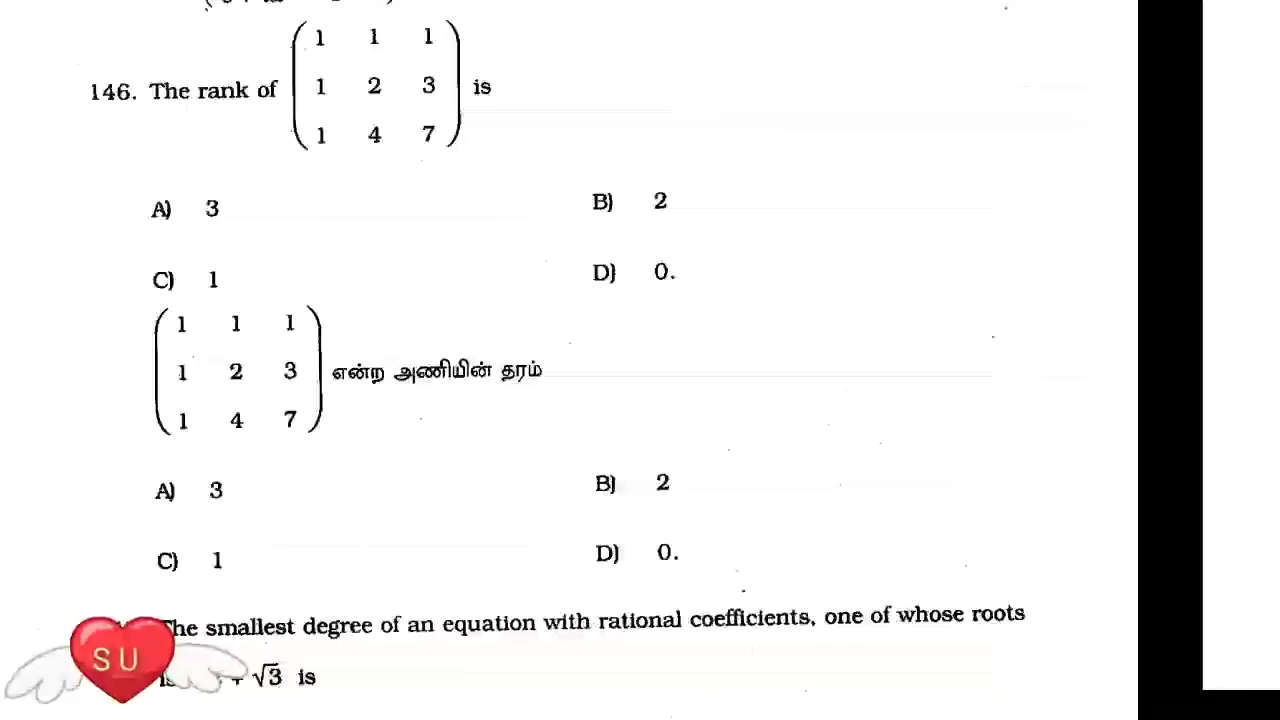 1 1 1
146. The rank of 1 2 3 is
1 4 7
A) 3 B) 2
C) 1 D) 0.
1 1 1
1 2 3 என்ற அணியின் தரம்
1 4 7
A) 3 B) 2
C) 1 D) 0.
The smallest degree of an equation with rational coefficients, one of whose roots
+ √3 is
S U